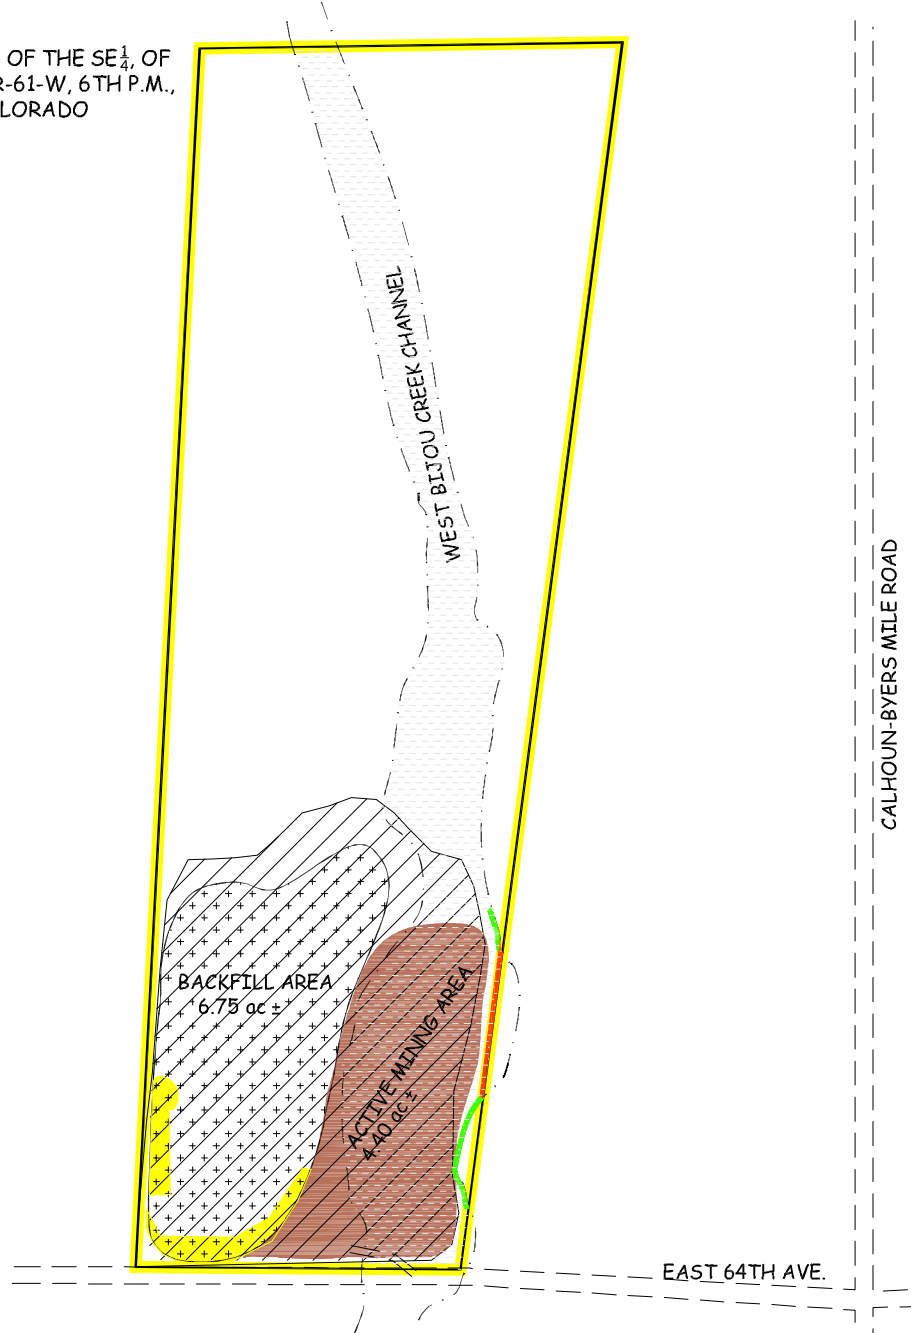 OF THE SE¼, OF
R-61-W, 6TH P.M.,
LORADO
WEST BIJOU CREEK CHANNEL
CALHOUN-BYERS MILE ROAD
BACKFILL AREA
6.75 ac ±
ACTIVE MINNG AREA
4.40 ac ±
EAST 64TH AVE.